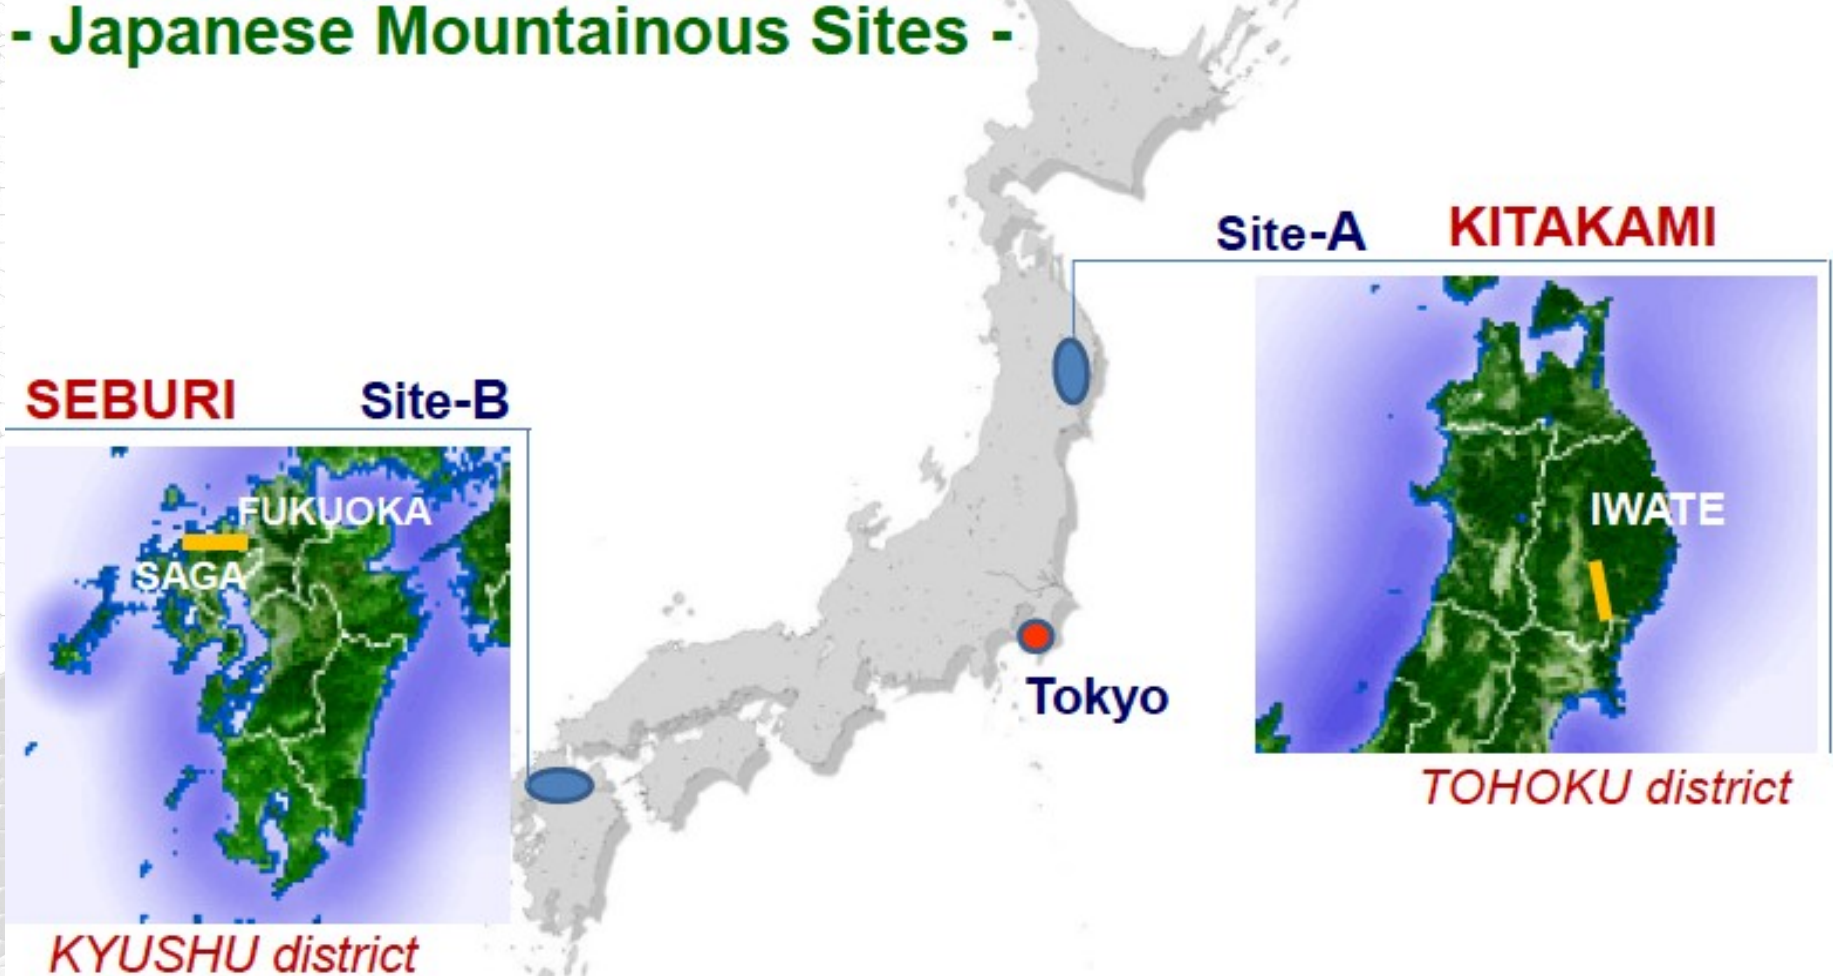 - Japanese Mountainous Sites -
Site-A KITAKAMI
SEBURI Site-B
FUKUOKA
IWATE
SAGA
Tokyo
TOHOKU district
KYUSHU district